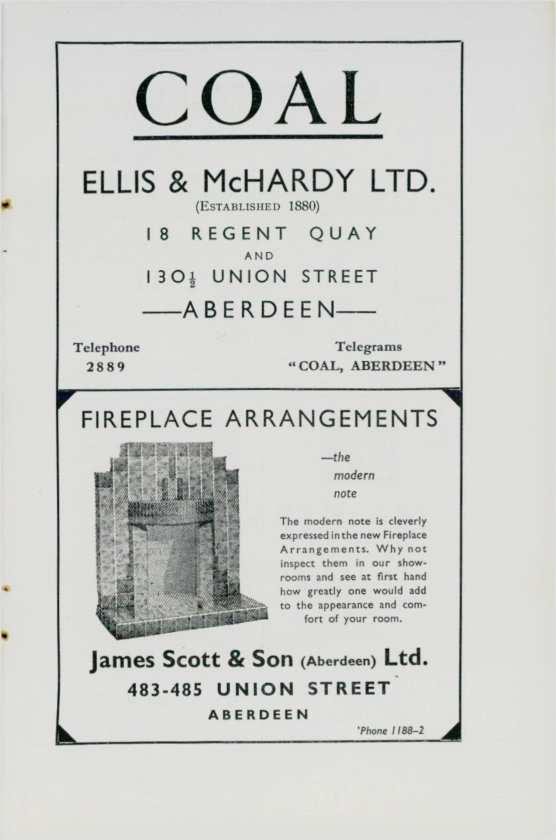 COAL
ELLIS & McHARDY LTD.
(ESTABLISHED 1880)
18 REGENT QUAY
AND
130½ UNION STREET
—ABERDEEN—
Telephone
2889
Telegrams
"COAL, ABERDEEN"
FIREPLACE ARRANGEMENTS
—the
modern
note
The modern note is cleverly
expressed in the new Fireplace
Arrangements. Why not
inspect them in our show-
rooms and see at first hand
how greatly one would add
to the appearance and com-
fort of your room.
James Scott & Son (Aberdeen) Ltd.
483-485 UNION STREET
ABERDEEN
'Phone 1188-2